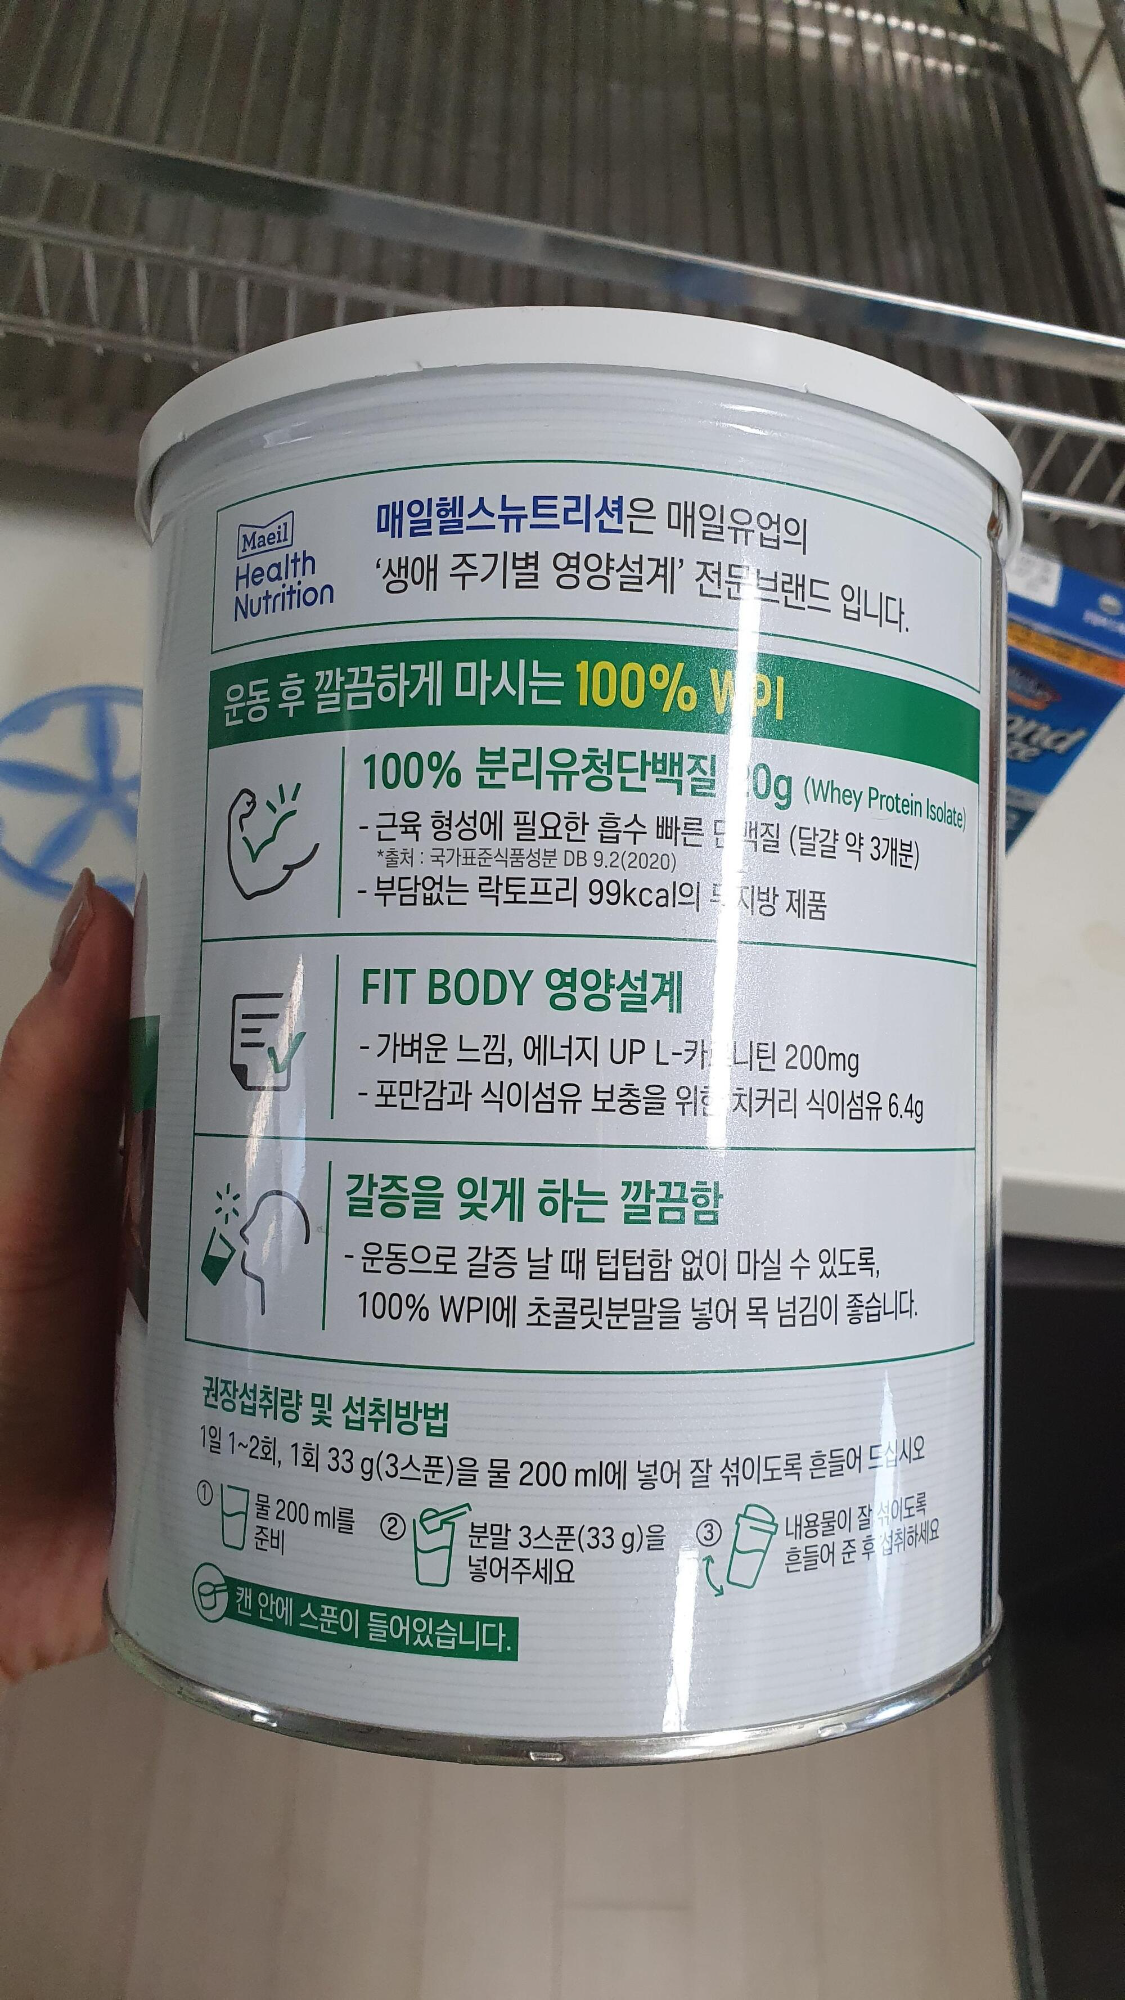 Maeil
Health
Nutrition
매일헬스뉴트리션은 매일유업의
‘생애 주기별 영양설계’ 전문브랜드 입니다.
운동 후 깔끔하게 마시는 100% WPI
100% 분리유청단백질 20g (Whey Protein Isolate)
- 근육 형성에 필요한 흡수 빠른 단백질 (달걀 약 3개분)
*출처 : 국가표준식품성분 DB 9.2(2020)
- 부담없는 락토프리 99kcal의 무지방 제품
FIT BODY 영양설계
- 가벼운 느낌, 에너지 UP L-카르니틴 200mg
- 포만감과 식이섬유 보충을 위한 치커리 식이섬유 6.4g
갈증을 잊게 하는 깔끔함
- 운동으로 갈증 날 때 텁텁함 없이 마실 수 있도록,
100% WPI에 초콜릿분말을 넣어 목 넘김이 좋습니다.
권장섭취량 및 섭취방법
1일 1~2회, 1회 33 g(3스푼)을 물 200 ml에 넣어 잘 섞이도록 흔들어 드십시오
① 물 200 ml를
준비
② 분말 3스푼(33 g)을
넣어주세요
③ 내용물이 잘 섞이도록
흔들어 준 후 섭취하세요
캔 안에 스푼이 들어있습니다.